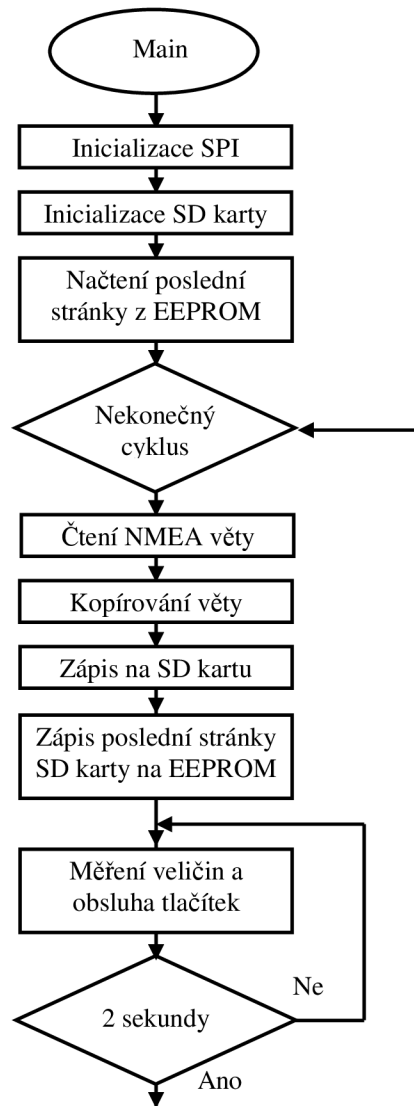 Main
Inicializace SPI
Inicializace SD karty
Načtení poslední
stránky z EEPROM
Nekonečný
cyklus
Čtení NMEA věty
Kopírování věty
Zápis na SD kartu
Zápis poslední stránky
SD karty na EEPROM
Měření veličin a
obsluha tlačítek
Ne
2 sekundy
Ano